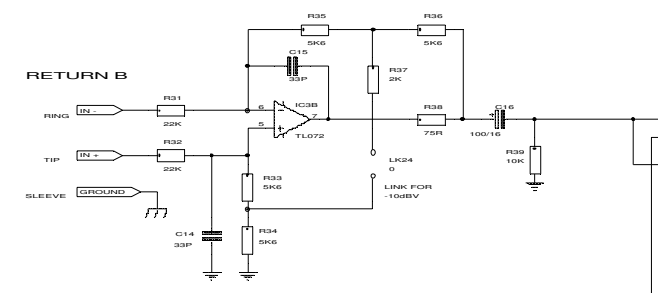 R35
R36
5K6
5K6
C15
33P
R37
2K
RETURN B
R31
RING
IN -
22K
6
IC3B
7
5
TL072
R38
75R
C16
100/16
R32
TIP
IN +
22K
R39
10K
LK24
0
R33
5K6
LINK FOR
-10dBV
SLEEVE
GROUND
C14
33P
R34
5K6